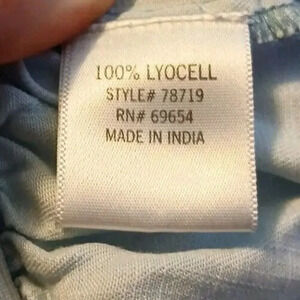 100% LYOCELL
STYLE# 78719
RN# 69654
MADE IN INDIA